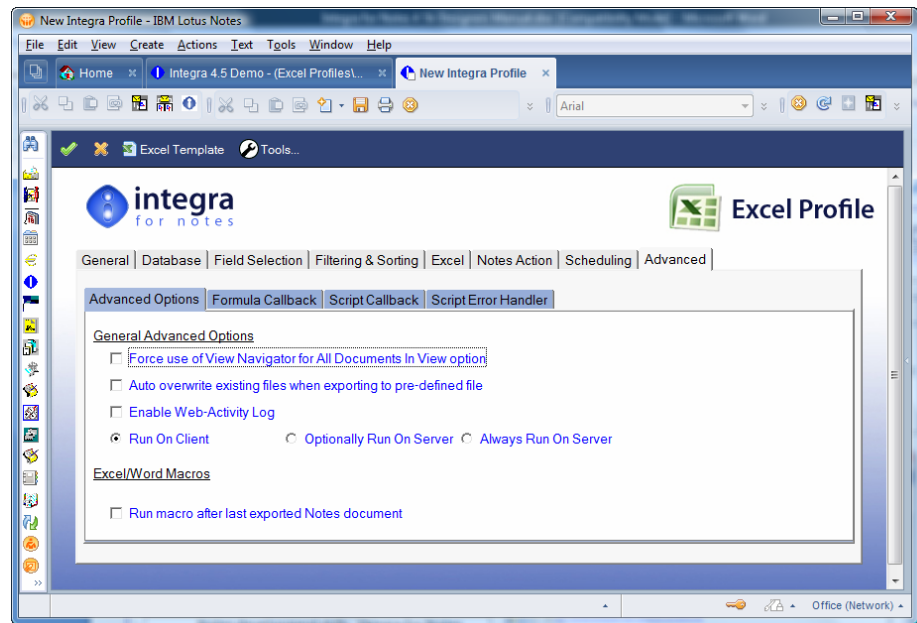 New Integra Profile - IBM Lotus Notes
File Edit View Create Actions Text Tools Window Help
Home Integra 4.5 Demo - (Excel Profiles\... New Integra Profile
Arial
Excel Template Tools...
integra
for notes
Excel Profile
General Database Field Selection Filtering & Sorting Excel Notes Action Scheduling Advanced
Advanced Options Formula Callback Script Callback Script Error Handler
General Advanced Options
Force use of View Navigator for All Documents In View option
Auto overwrite existing files when exporting to pre-defined file
Enable Web-Activity Log
Run On Client Optionally Run On Server Always Run On Server
Excel/Word Macros
Run macro after last exported Notes document
Office (Network)